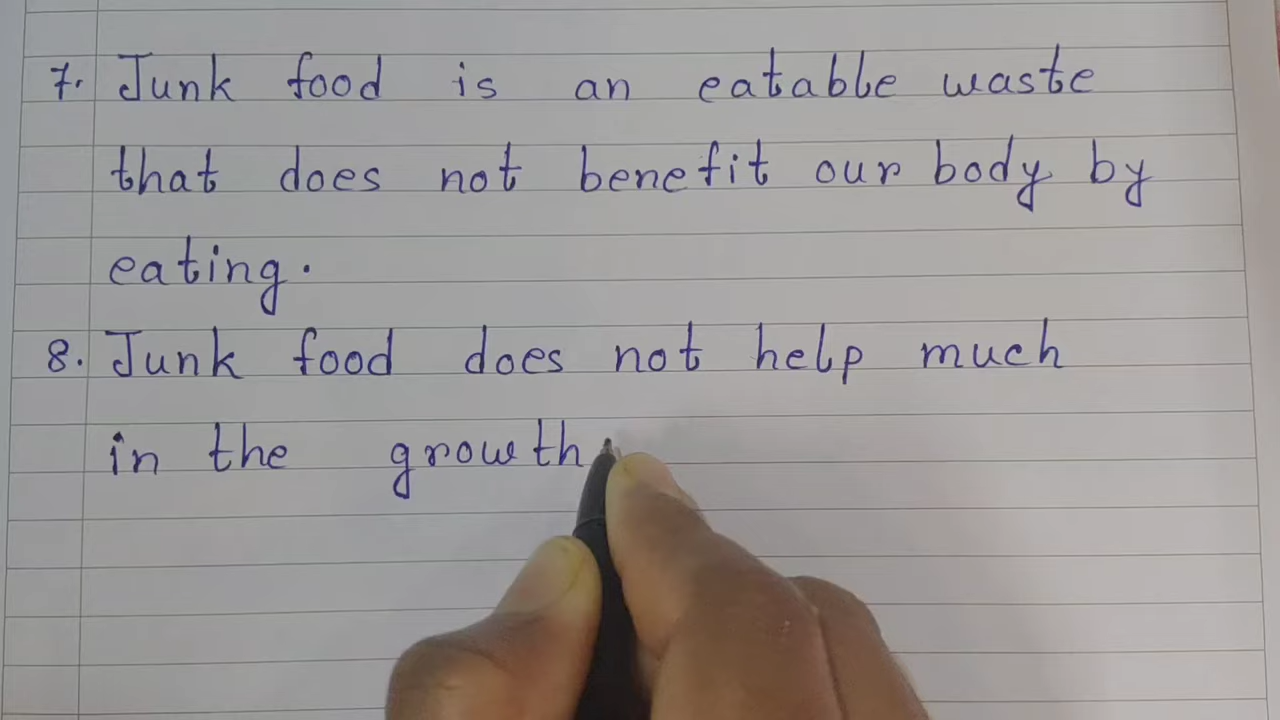 7. Junk food is an eatable waste
that does not benefit our body by
eating.
8. Junk food does not help much
in the growth